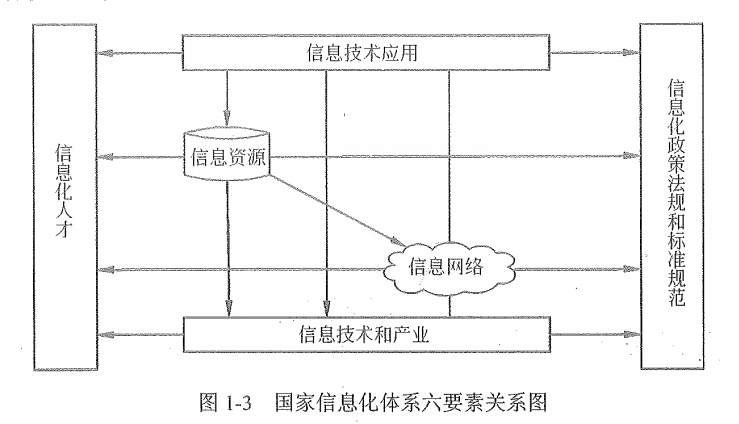 信息技术应用
信息资源
信息化人才
信息化政策法规和标准规范
信息网络
信息技术和产业
图 1-3 国家信息化体系六要素关系图